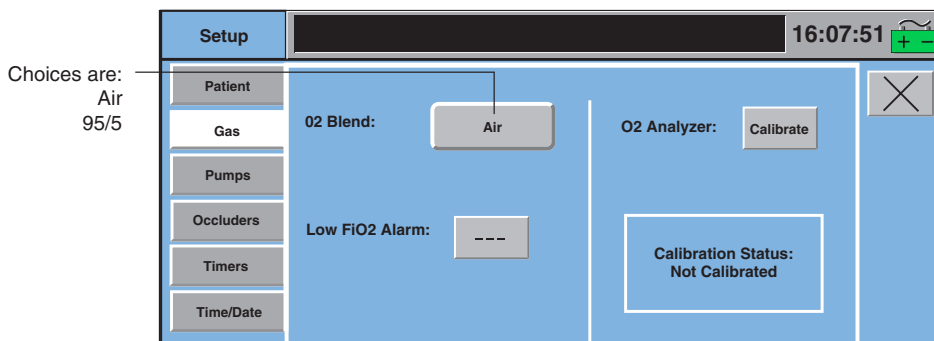 Setup
16:07:51
+ −
Choices are:
Air
95/5
Patient
Gas
Pumps
Occluders
Timers
Time/Date
02 Blend:
Air
Low FiO2 Alarm:
---
O2 Analyzer:
Calibrate
Calibration Status:
Not Calibrated